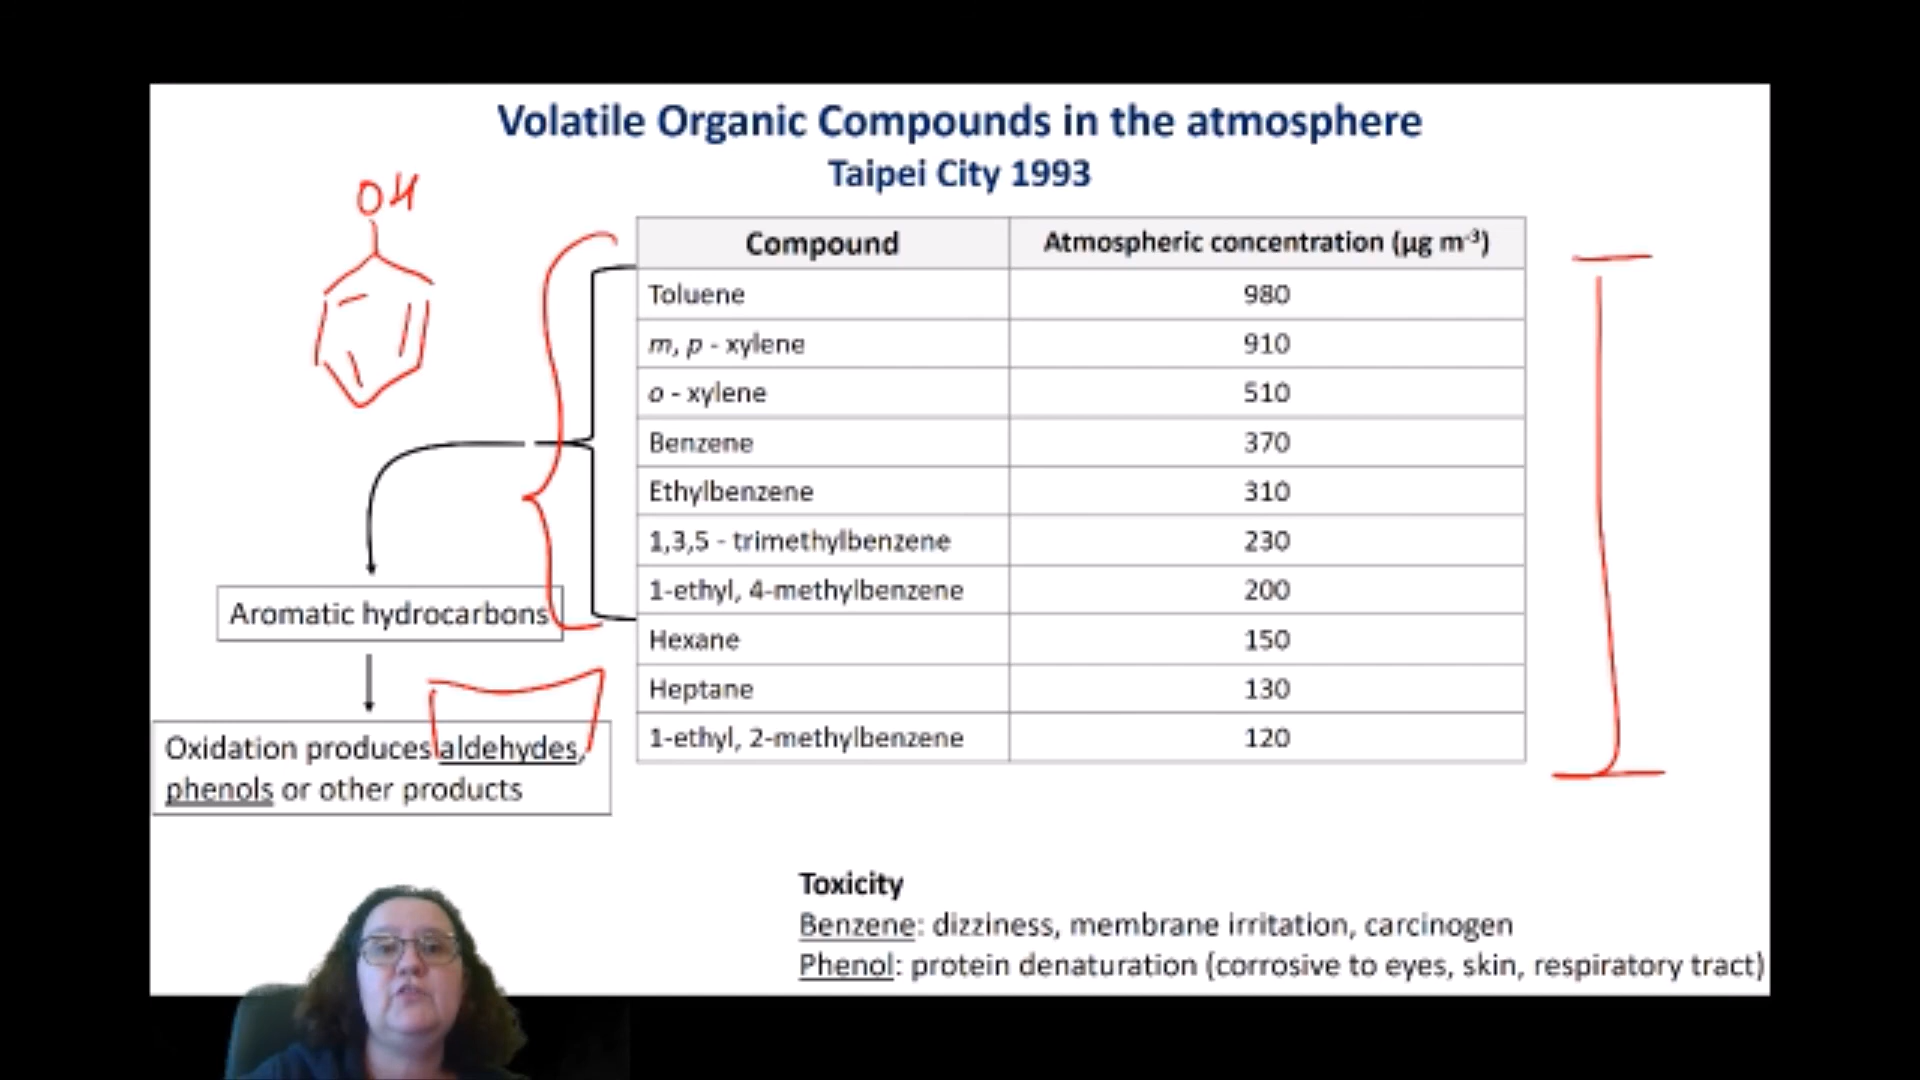 Volatile Organic Compounds in the atmosphere
Taipei City 1993
OH
Compound Atmospheric concentration (µg m⁻³)
Toluene 980
m, p - xylene 910
o - xylene 510
Benzene 370
Ethylbenzene 310
1,3,5 - trimethylbenzene 230
1-ethyl, 4-methylbenzene 200
Hexane 150
Heptane 130
1-ethyl, 2-methylbenzene 120
Aromatic hydrocarbons
Oxidation produces aldehydes,
phenols or other products
Toxicity
Benzene: dizziness, membrane irritation, carcinogen
Phenol: protein denaturation (corrosive to eyes, skin, respiratory tract)